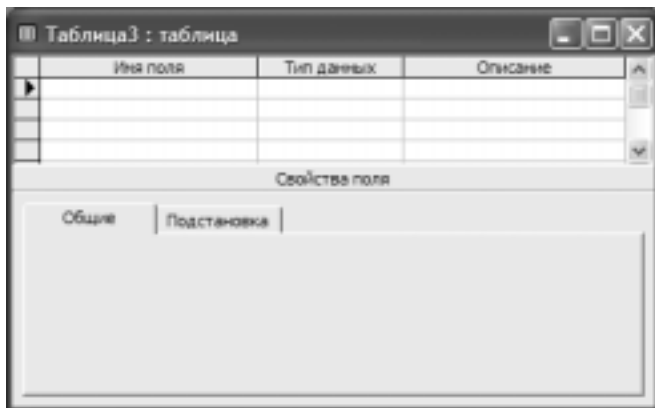 Таблица3 : таблица
Имя поля Тип данных Описание
Свойства поля
Общие Подстановка